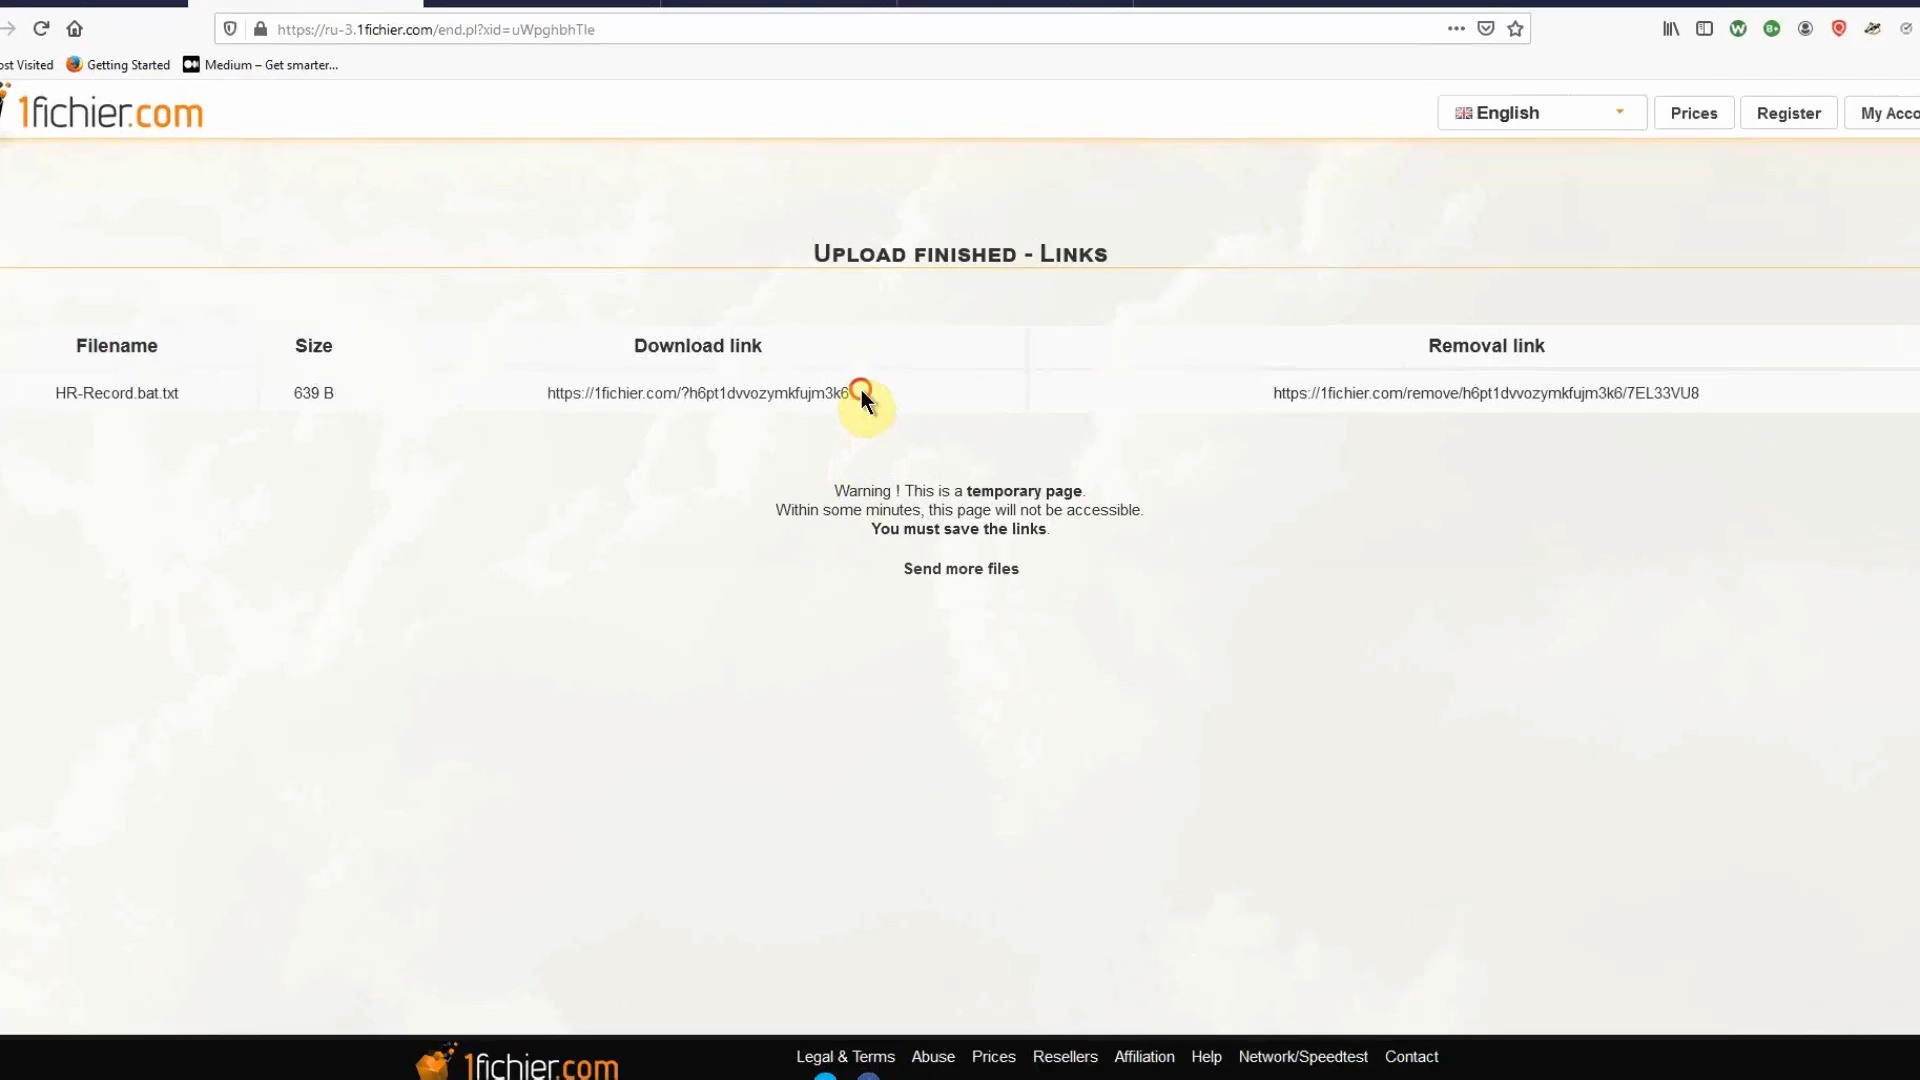 https://ru-3.1fichier.com/end.pl?xid=uWpghbhTIe
ost Visited
Getting Started
Medium – Get smarter...
1fichier.com
English
Prices
Register
My Acco
Upload finished - Links
Filename
Size
Download link
Removal link
HR-Record.bat.txt
639 B
https://1fichier.com/?h6pt1dvvozymkfujm3k6
https://1fichier.com/remove/h6pt1dvvozymkfujm3k6/7EL33VU8
Warning ! This is a temporary page.
Within some minutes, this page will not be accessible.
You must save the links.
Send more files
1fichier.com
Legal & Terms
Abuse
Prices
Resellers
Affiliation
Help
Network/Speedtest
Contact